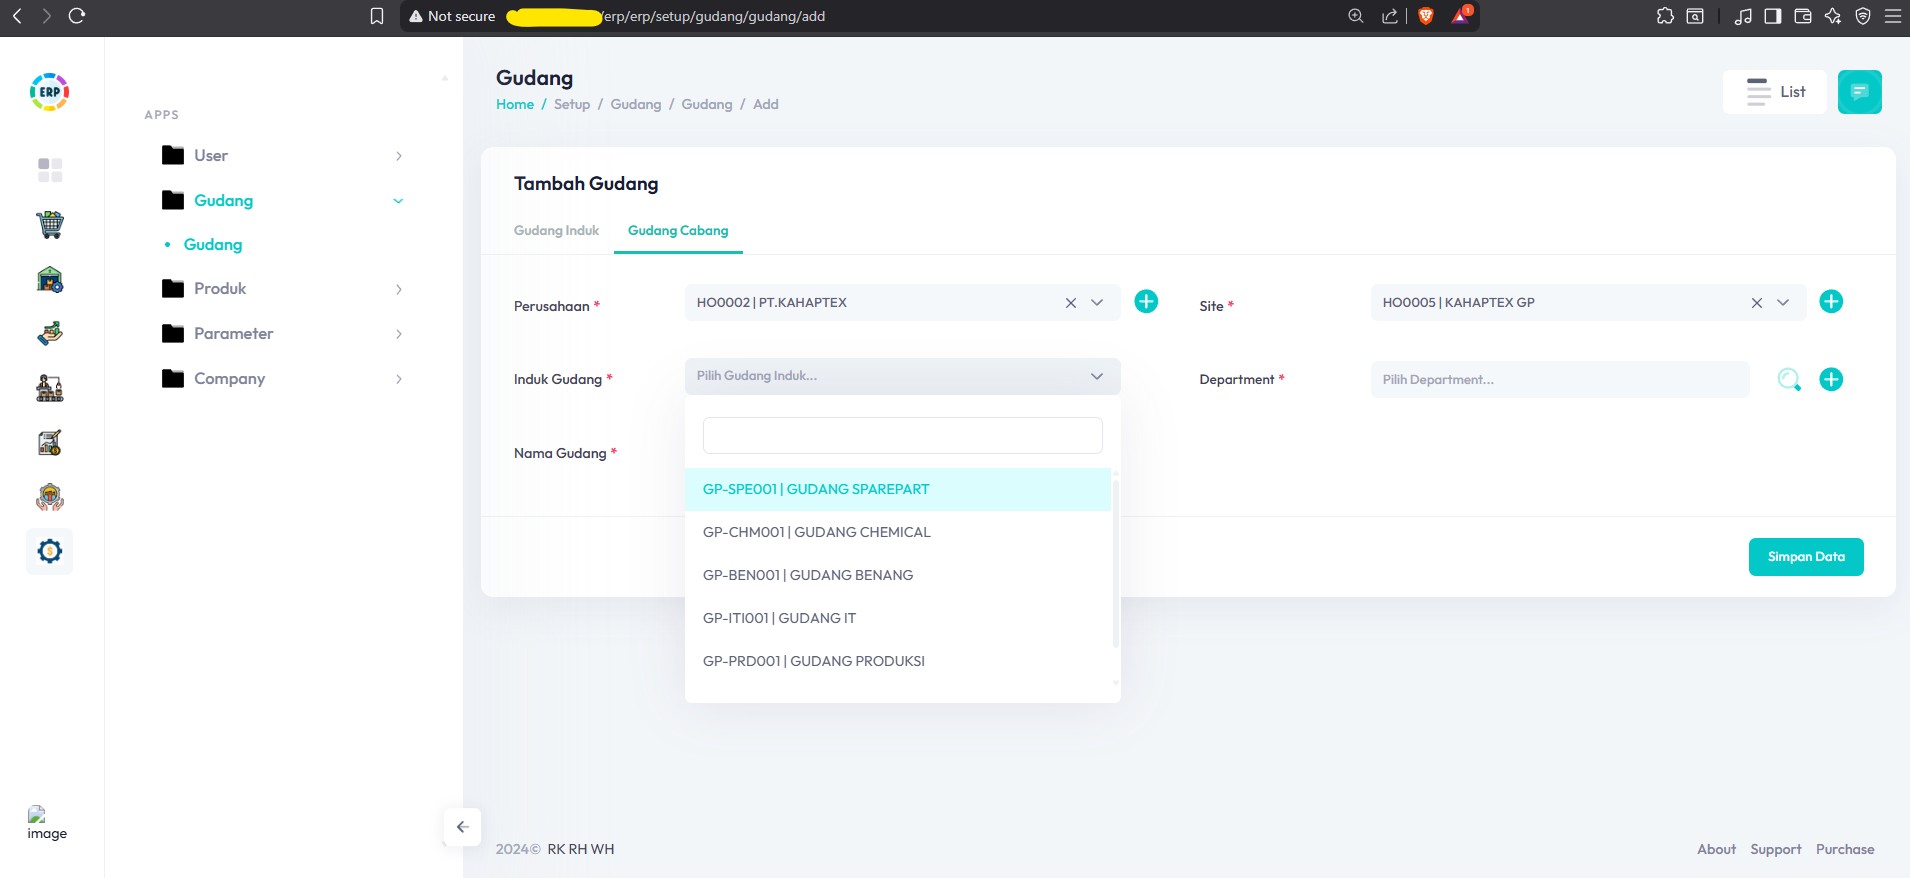 Not secure /erp/erp/setup/gudang/gudang/add
1
ERP
APPS
User
Gudang
Gudang
Produk
Parameter
Company
image
Gudang
Home / Setup / Gudang / Gudang / Add
List
Tambah Gudang
Gudang Induk Gudang Cabang
Perusahaan * HO0002 | PT.KAHAPTEX Site * HO0005 | KAHAPTEX GP
Induk Gudang * Pilih Gudang Induk... Department * Pilih Department...
Nama Gudang *
GP-SPE001 | GUDANG SPAREPART
GP-CHM001 | GUDANG CHEMICAL
GP-BEN001 | GUDANG BENANG
GP-ITI001 | GUDANG IT
GP-PRD001 | GUDANG PRODUKSI
Simpan Data
2024© RK RH WH
About Support Purchase